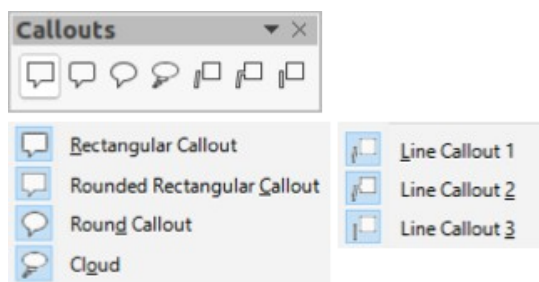 Callouts
Rectangular Callout
Rounded Rectangular Callout
Round Callout
Cloud
Line Callout 1
Line Callout 2
Line Callout 3